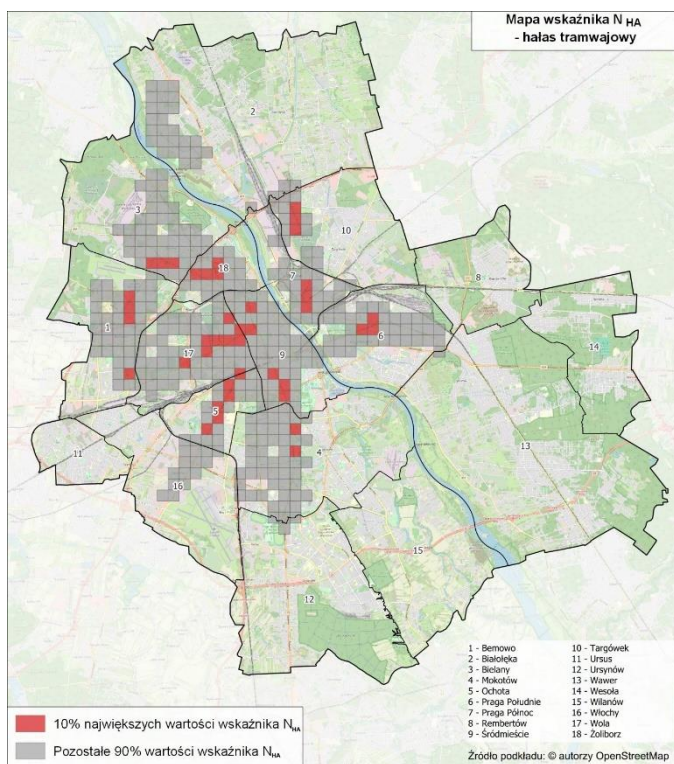 Mapa wskaźnika N HA
- hałas tramwajowy
2
3
10
18
7
8
1
6
14
17
9
5
11
4
13
16
15
12
1 - Bemowo
2 - Białołęka
3 - Bielany
4 - Mokotów
5 - Ochota
6 - Praga Południe
7 - Praga Północ
8 - Rembertów
9 - Śródmieście
10 - Targówek
11 - Ursus
12 - Ursynów
13 - Wawer
14 - Wesoła
15 - Wilanów
16 - Włochy
17 - Wola
18 - Żoliborz
10% największych wartości wskaźnika N HA
Pozostałe 90% wartości wskaźnika N HA
Źródło podkładu: © autorzy OpenStreetMap